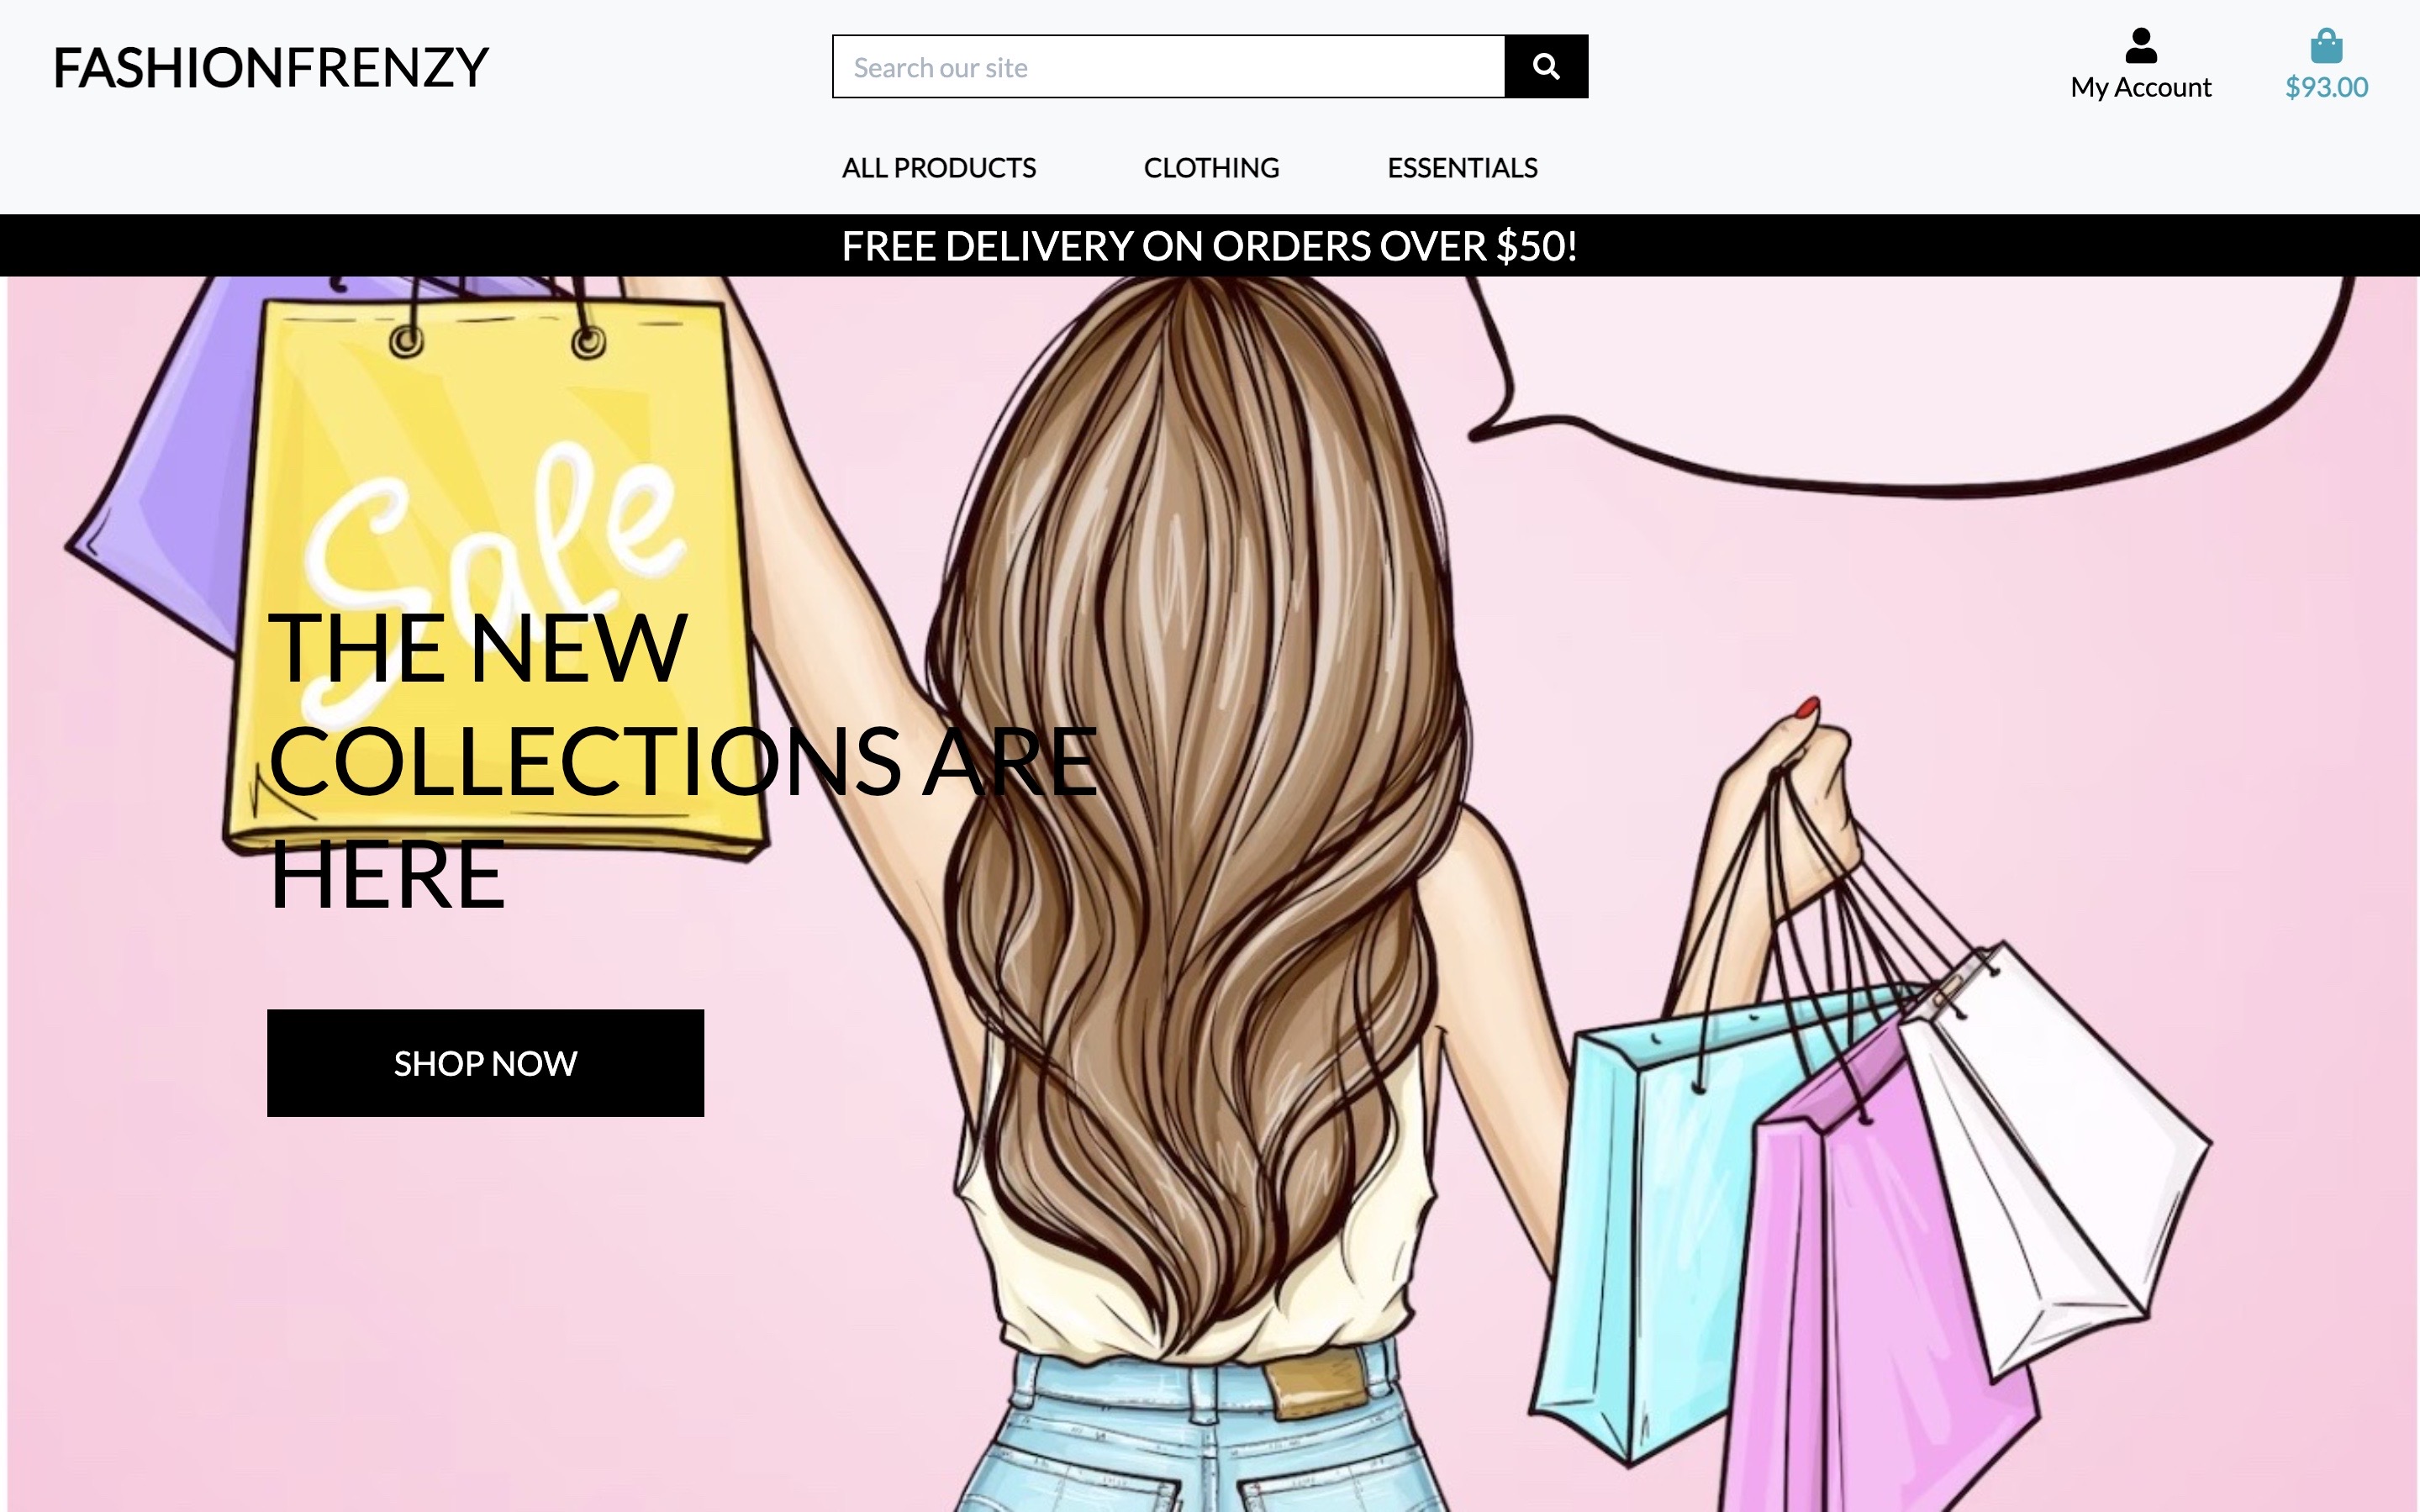 FASHIONFRENZY
Search our site
My Account
$93.00
ALL PRODUCTS
CLOTHING
ESSENTIALS
FREE DELIVERY ON ORDERS OVER $50!
Sale
THE NEW
COLLECTIONS ARE
HERE
SHOP NOW